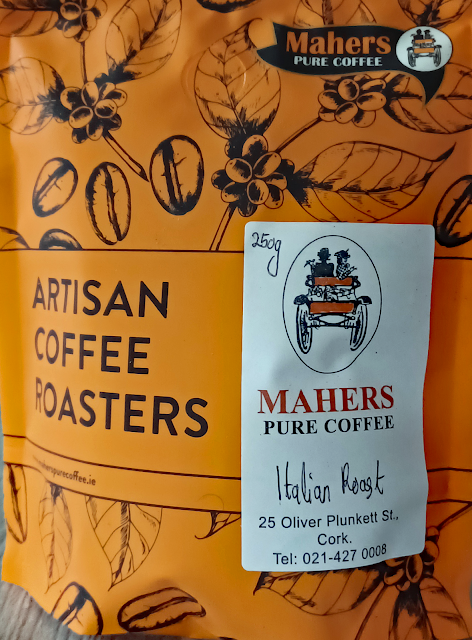 Mahers
PURE COFFEE
250g
ARTISAN
COFFEE
ROASTERS
MAHERS
PURE COFFEE
Italian Roast
25 Oliver Plunkett St.,
Cork.
Tel: 021-427 0008